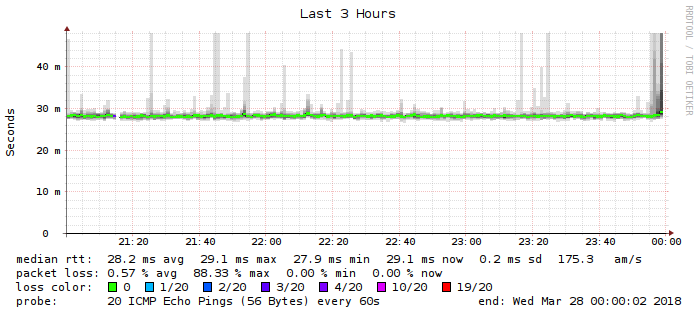 Last 3 Hours
RRDTOOL / TOBI OETIKER
Seconds
40 m
30 m
20 m
10 m
0
21:20 21:40 22:00 22:20 22:40 23:00 23:20 23:40 00:00
median rtt: 28.2 ms avg 29.1 ms max 27.9 ms min 29.1 ms now 0.2 ms sd 175.3 am/s
packet loss: 0.57 % avg 88.33 % max 0.00 % min 0.00 % now
loss color: 0 1/20 2/20 3/20 4/20 10/20 19/20
probe: 20 ICMP Echo Pings (56 Bytes) every 60s end: Wed Mar 28 00:00:02 2018